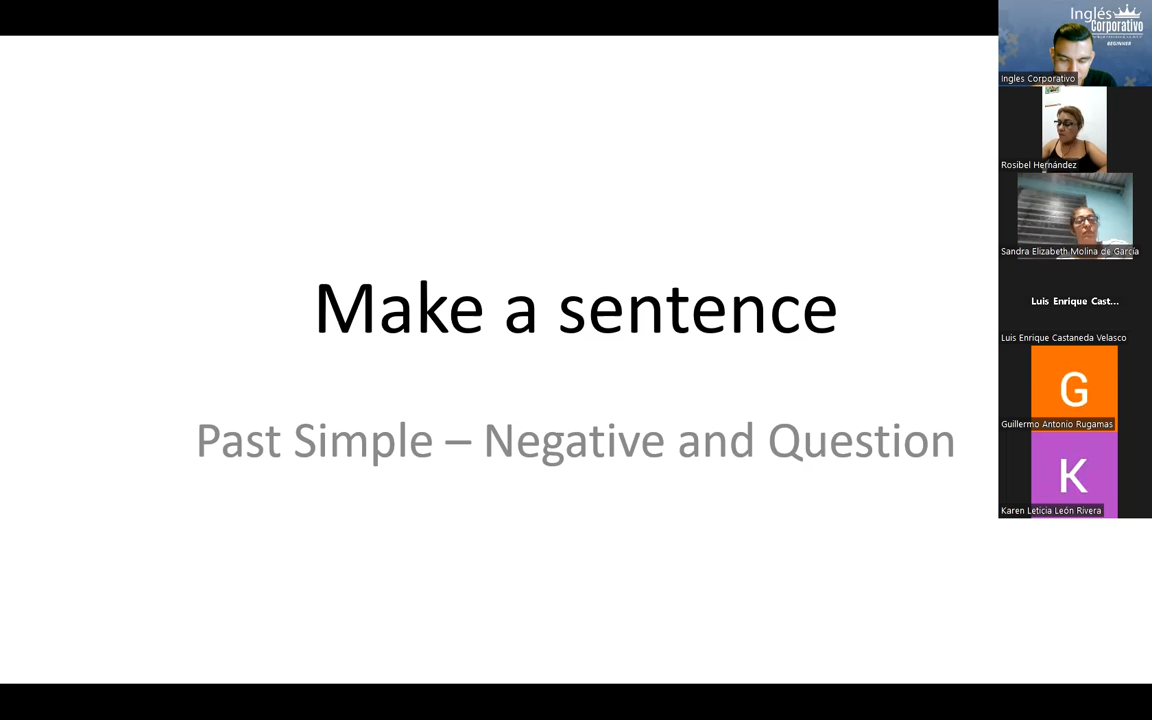 Make a sentence
Past Simple – Negative and Question
Inglés
Corporativo
BEGINNER
Ingles Corporativo
Rosibel Hernández
Sandra Elizabeth Molina de García
Luis Enrique Cast...
Luis Enrique Castaneda Velasco
G
Guillermo Antonio Rugamas
K
Karen Leticia León Rivera